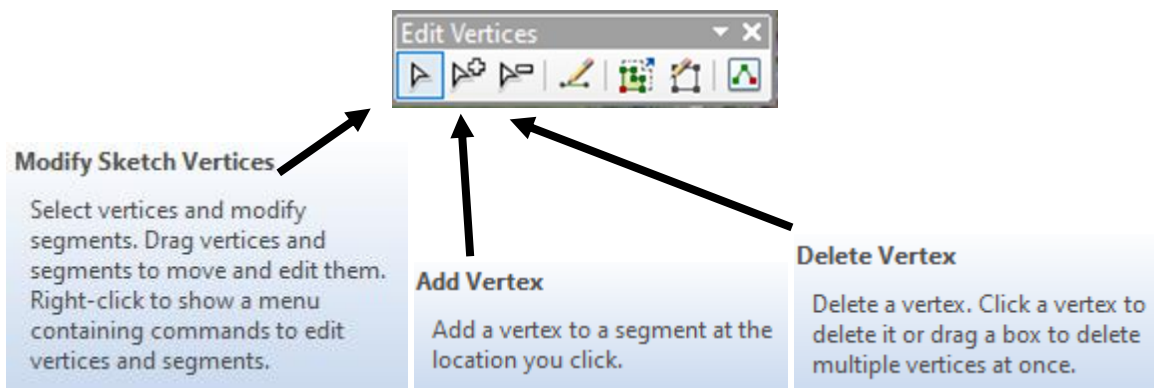 Edit Vertices
Modify Sketch Vertices
Select vertices and modify
segments. Drag vertices and
segments to move and edit them.
Right-click to show a menu
containing commands to edit
vertices and segments.
Add Vertex
Add a vertex to a segment at the
location you click.
Delete Vertex
Delete a vertex. Click a vertex to
delete it or drag a box to delete
multiple vertices at once.